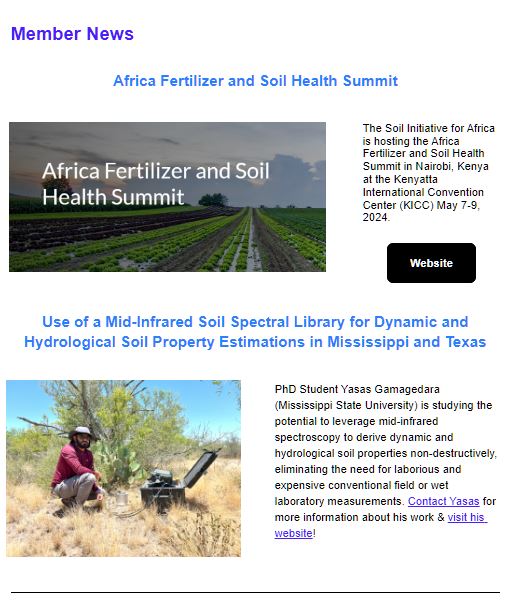 Member News
Africa Fertilizer and Soil Health Summit
Africa Fertilizer and Soil
Health Summit
The Soil Initiative for Africa
is hosting the Africa
Fertilizer and Soil Health
Summit in Nairobi, Kenya
at the Kenyatta
International Convention
Center (KICC) May 7-9,
2024.
Website
Use of a Mid-Infrared Soil Spectral Library for Dynamic and
Hydrological Soil Property Estimations in Mississippi and Texas
PhD Student Yasas Gamagedara
(Mississippi State University) is studying the
potential to leverage mid-infrared
spectroscopy to derive dynamic and
hydrological soil properties non-destructively,
eliminating the need for laborious and
expensive conventional field or wet
laboratory measurements. Contact Yasas for
more information about his work & visit his
website!